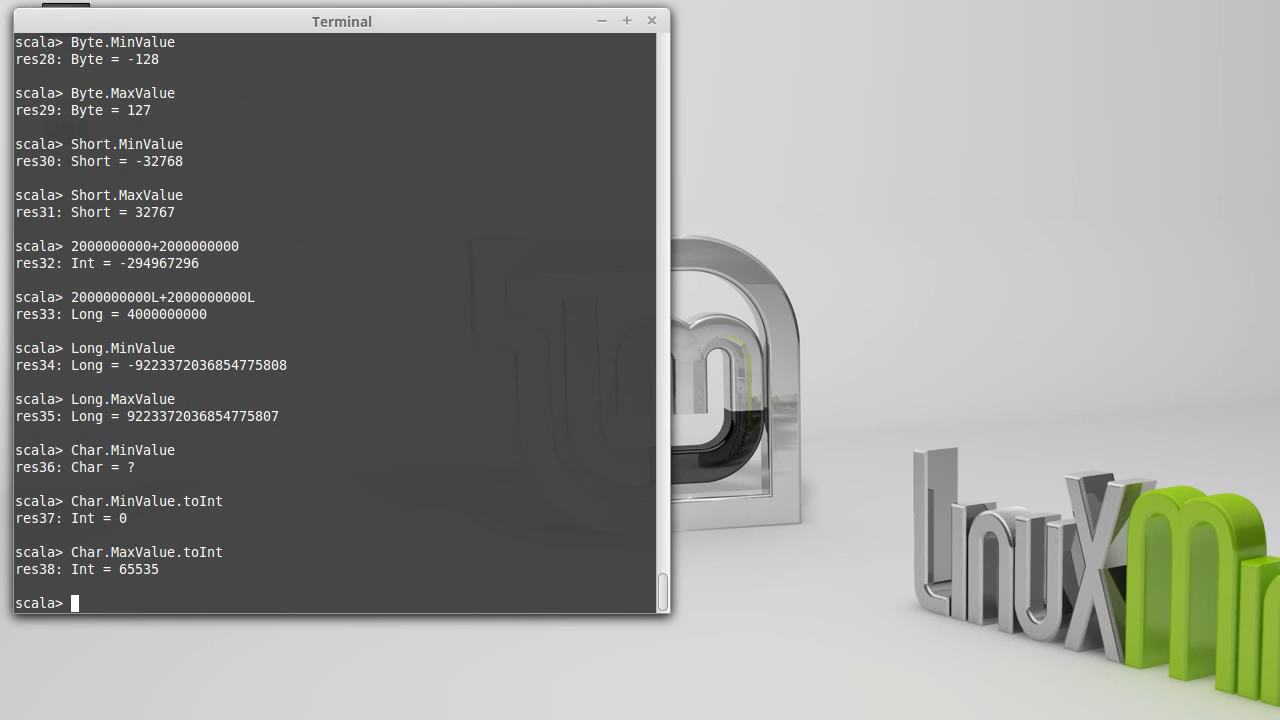 Terminal
scala> Byte.MinValue
res28: Byte = -128
scala> Byte.MaxValue
res29: Byte = 127
scala> Short.MinValue
res30: Short = -32768
scala> Short.MaxValue
res31: Short = 32767
scala> 2000000000+2000000000
res32: Int = -294967296
scala> 2000000000L+2000000000L
res33: Long = 4000000000
scala> Long.MinValue
res34: Long = -9223372036854775808
scala> Long.MaxValue
res35: Long = 9223372036854775807
scala> Char.MinValue
res36: Char = ?
scala> Char.MinValue.toInt
res37: Int = 0
scala> Char.MaxValue.toInt
res38: Int = 65535
scala>
LinuxMin